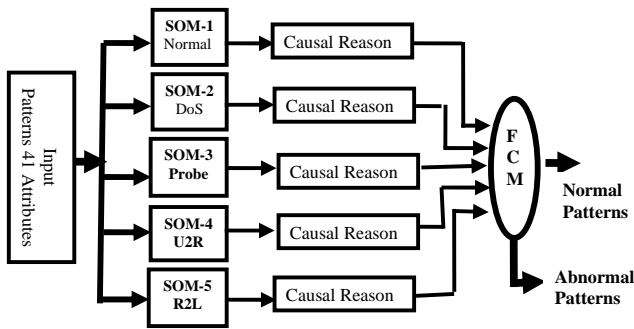 Input
Patterns 41 Attributes
SOM-1
Normal
Causal Reason
SOM-2
DoS
Causal Reason
SOM-3
Probe
Causal Reason
SOM-4
U2R
Causal Reason
SOM-5
R2L
Causal Reason
F
C
M
Normal
Patterns
Abnormal
Patterns